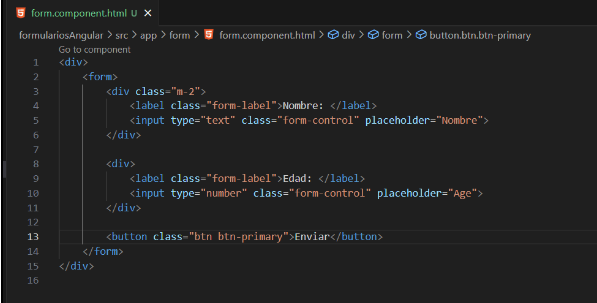 form.component.html U ×
formulariosAngular > src > app > form > form.component.html > div > form > button.btn.btn-primary
Go to component
1 <div>
2 <form>
3 <div class="m-2">
4 <label class="form-label">Nombre: </label>
5 <input type="text" class="form-control" placeholder="Nombre">
6 </div>
7
8 <div>
9 <label class="form-label">Edad: </label>
10 <input type="number" class="form-control" placeholder="Age">
11 </div>
12
13 <button class="btn btn-primary">Enviar</button>
14 </form>
15 </div>
16